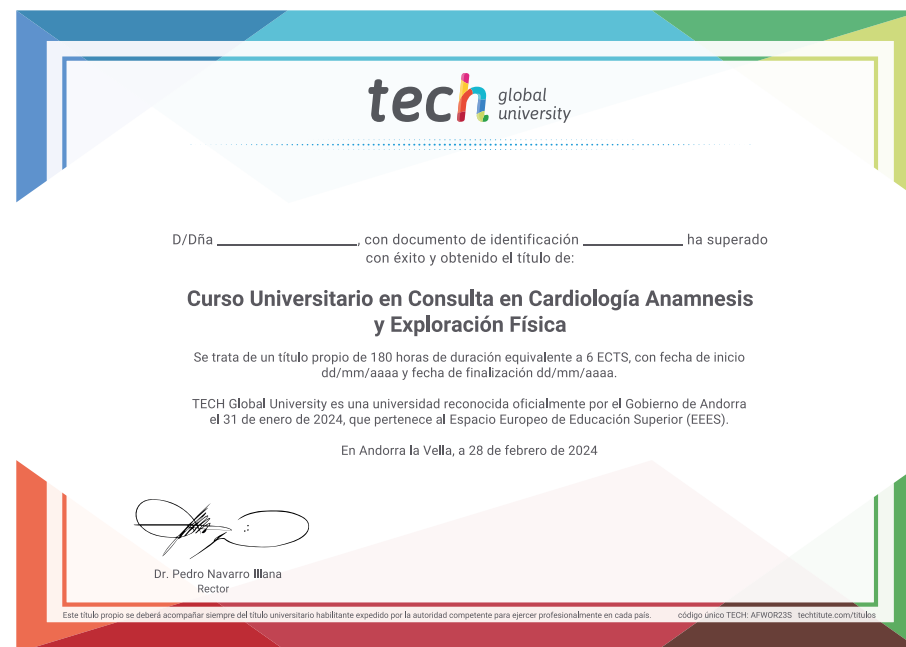 tech global university
D/Dña ____________________, con documento de identificación ______________ ha superado
con éxito y obtenido el título de:
Curso Universitario en Consulta en Cardiología Anamnesis
y Exploración Física
Se trata de un título propio de 180 horas de duración equivalente a 6 ECTS, con fecha de inicio
dd/mm/aaaa y fecha de finalización dd/mm/aaaa.
TECH Global University es una universidad reconocida oficialmente por el Gobierno de Andorra
el 31 de enero de 2024, que pertenece al Espacio Europeo de Educación Superior (EEES).
En Andorra la Vella, a 28 de febrero de 2024
Dr. Pedro Navarro Illana
Rector
Este título propio se deberá acompañar siempre del título universitario habilitante expedido por la autoridad competente para ejercer profesionalmente en cada país. código único TECH: AFWOR23S techtitute.com/titulos